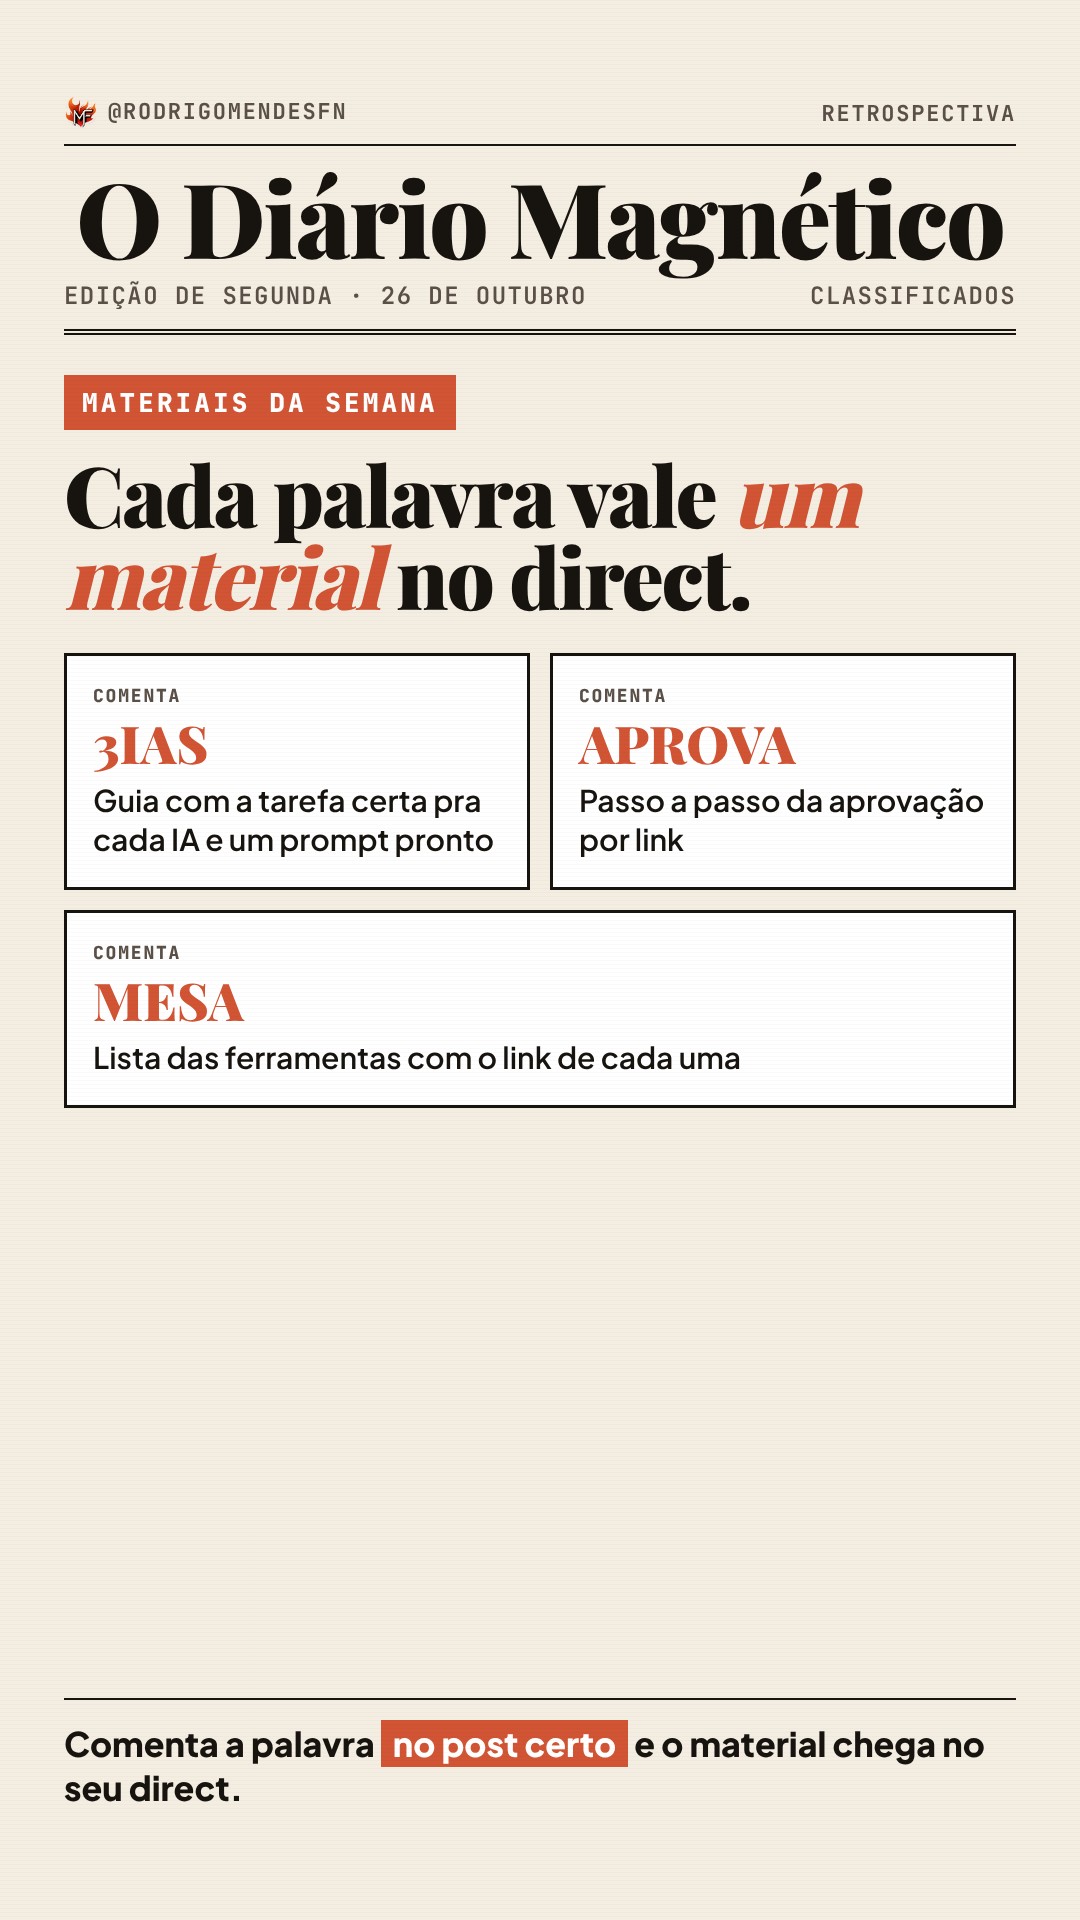 @RODRIGOMENDESFN
RETROSPECTIVA
O Diário Magnético
EDIÇÃO DE SEGUNDA · 26 DE OUTUBRO
CLASSIFICADOS
MATERIAIS DA SEMANA
Cada palavra vale um
material no direct.
COMENTA
3IAS
Guia com a tarefa certa pra
cada IA e um prompt pronto
COMENTA
APROVA
Passo a passo da aprovação
por link
COMENTA
MESA
Lista das ferramentas com o link de cada uma
Comenta a palavra no post certo e o material chega no
seu direct.